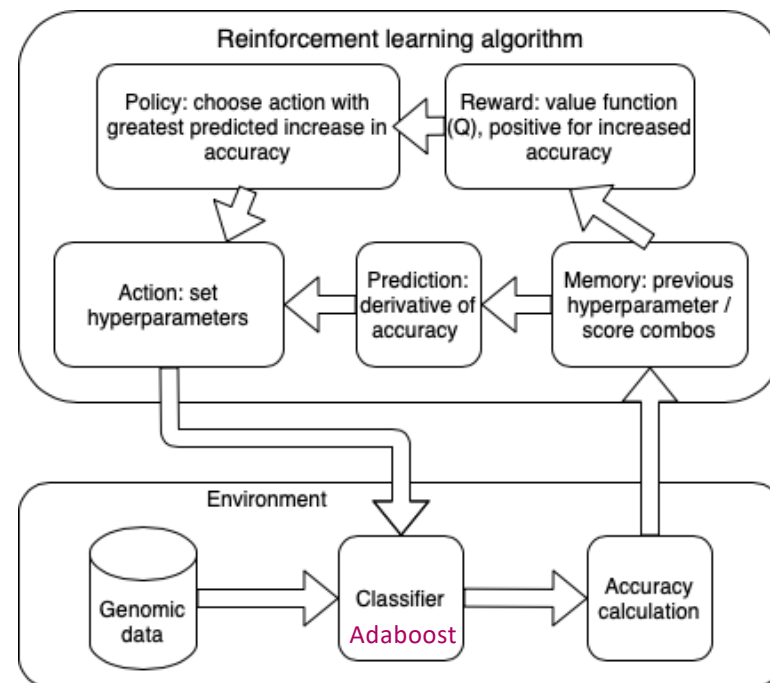 Reinforcement learning algorithm
Policy: choose action with
greatest predicted increase in
accuracy
Reward: value function
(Q), positive for increased
accuracy
Action: set
hyperparameters
Prediction:
derivative of
accuracy
Memory: previous
hyperparameter /
score combos
Environment
Genomic
data
Classifier
Adaboost
Accuracy
calculation